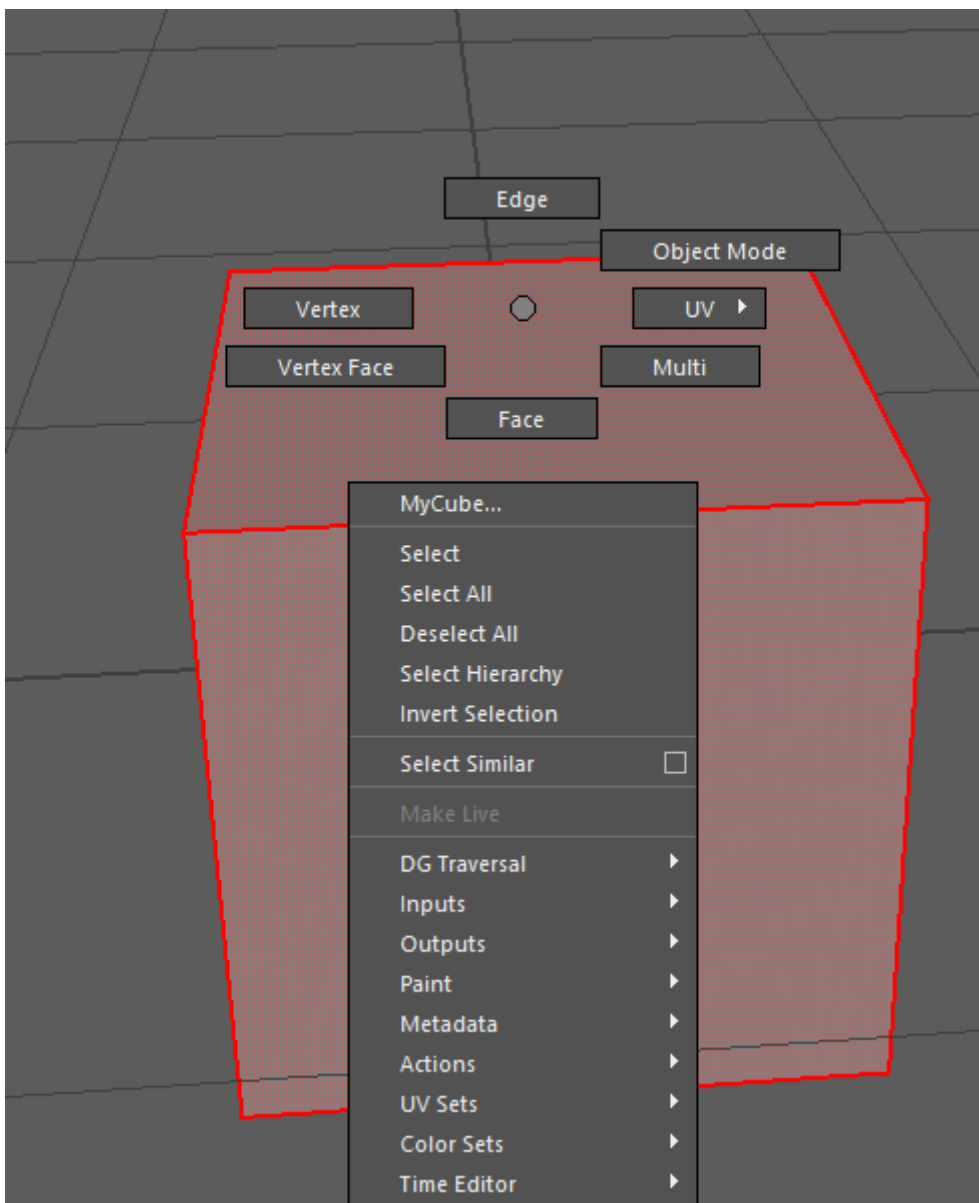 Edge
Object Mode
Vertex
UV
Vertex Face
Multi
Face
MyCube...
Select
Select All
Deselect All
Select Hierarchy
Invert Selection
Select Similar
Make Live
DG Traversal
Inputs
Outputs
Paint
Metadata
Actions
UV Sets
Color Sets
Time Editor